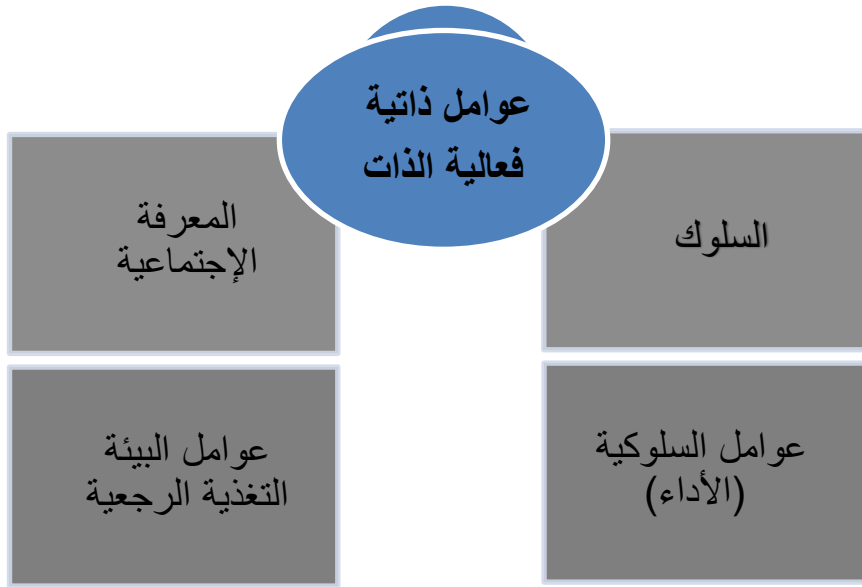 عوامل ذاتية
فعالية الذات
السلوك
المعرفة
الإجتماعية
عوامل السلوكية
(الأداء)
عوامل البيئة
التغذية الرجعية